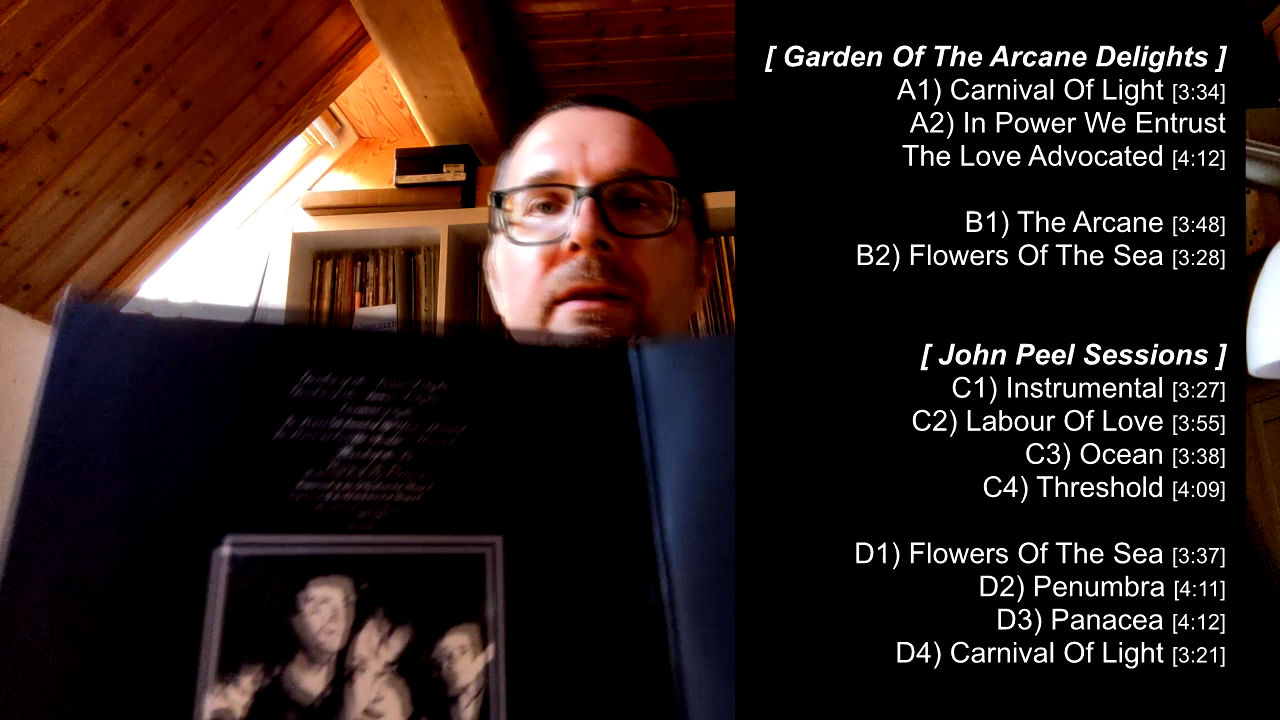 [ Garden Of The Arcane Delights ]
A1) Carnival Of Light [3:34]
A2) In Power We Entrust
The Love Advocated [4:12]
B1) The Arcane [3:48]
B2) Flowers Of The Sea [3:28]
[ John Peel Sessions ]
C1) Instrumental [3:27]
C2) Labour Of Love [3:55]
C3) Ocean [3:38]
C4) Threshold [4:09]
D1) Flowers Of The Sea [3:37]
D2) Penumbra [4:11]
D3) Panacea [4:12]
D4) Carnival Of Light [3:21]